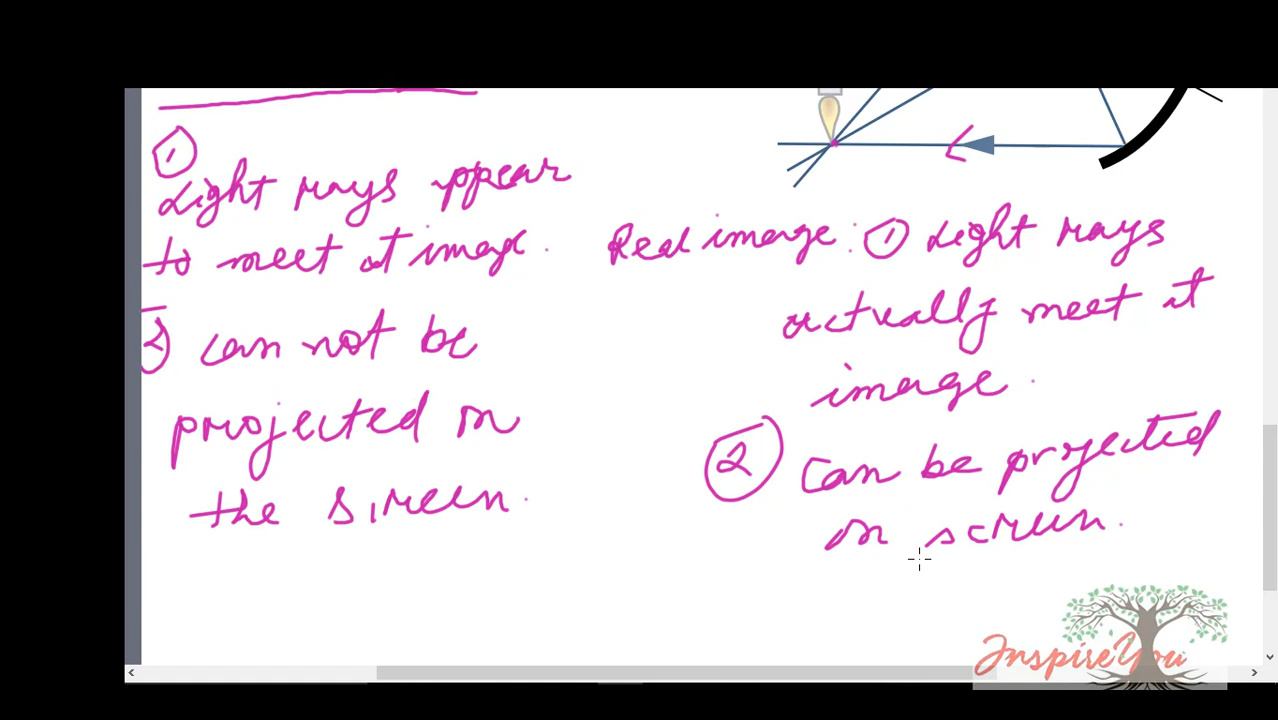 ①
Light rays appear
to meet at image.
② can not be
projected on
the screen.
Real image: ① Light rays
actually meet at
image.
② can be projected
on screen.
InspireYou